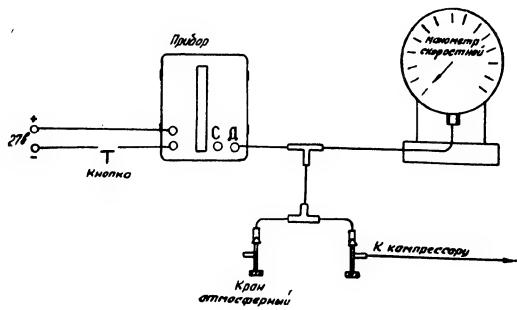 Прибор
манометр
скоростной
+
27в
-
С Д
Кнопка
К компрессору
Кран
атмосферный